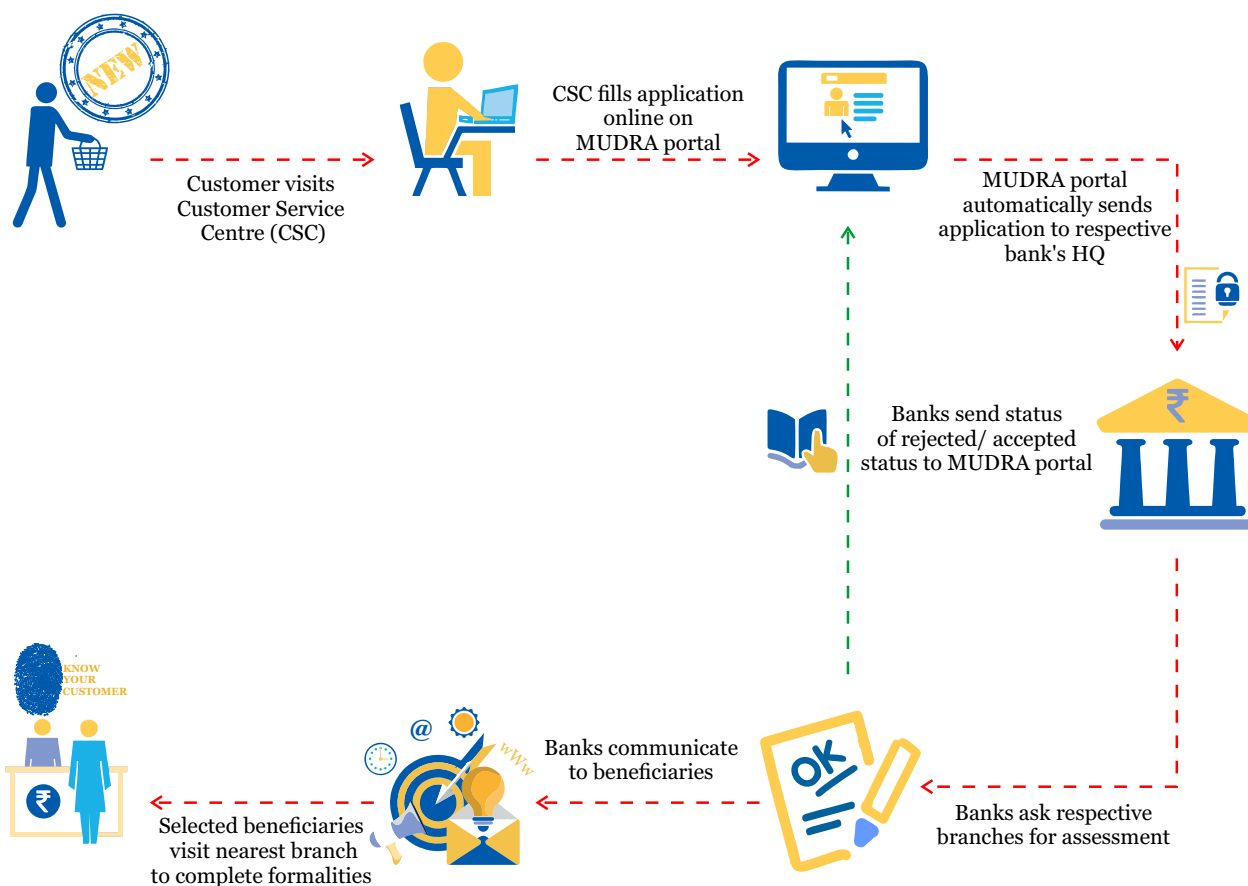 NEW
Customer visits
Customer Service
Centre (CSC)
CSC fills application
online on
MUDRA portal
MUDRA portal
automatically sends
application to respective
bank's HQ
₹
Banks send status
of rejected/ accepted
status to MUDRA portal
Banks ask respective
branches for assessment
OK
Banks communicate
to beneficiaries
@
wWw
Selected beneficiaries
visit nearest branch
to complete formalities
KNOW
YOUR
CUSTOMER
₹